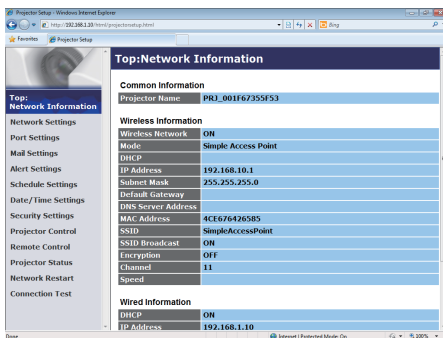 Projector Setup - Windows Internet Explorer
http://192.168.1.10/html/projectorsetup.html
Bing
Favorites
Projector Setup
Top:
Network Information
Network Settings
Port Settings
Mail Settings
Alert Settings
Schedule Settings
Date/Time Settings
Security Settings
Projector Control
Remote Control
Projector Status
Network Restart
Connection Test
Top:Network Information
Common Information
Projector Name PRJ_001F67355F53
Wireless Information
Wireless Network ON
Mode Simple Access Point
DHCP
IP Address 192.168.10.1
Subnet Mask 255.255.255.0
Default Gateway
DNS Server Address
MAC Address 4CE676426585
SSID SimpleAccessPoint
SSID Broadcast ON
Encryption OFF
Channel 11
Speed
Wired Information
DHCP ON
IP Address 192.168.1.10
Done
Internet | Protected Mode: On
100%